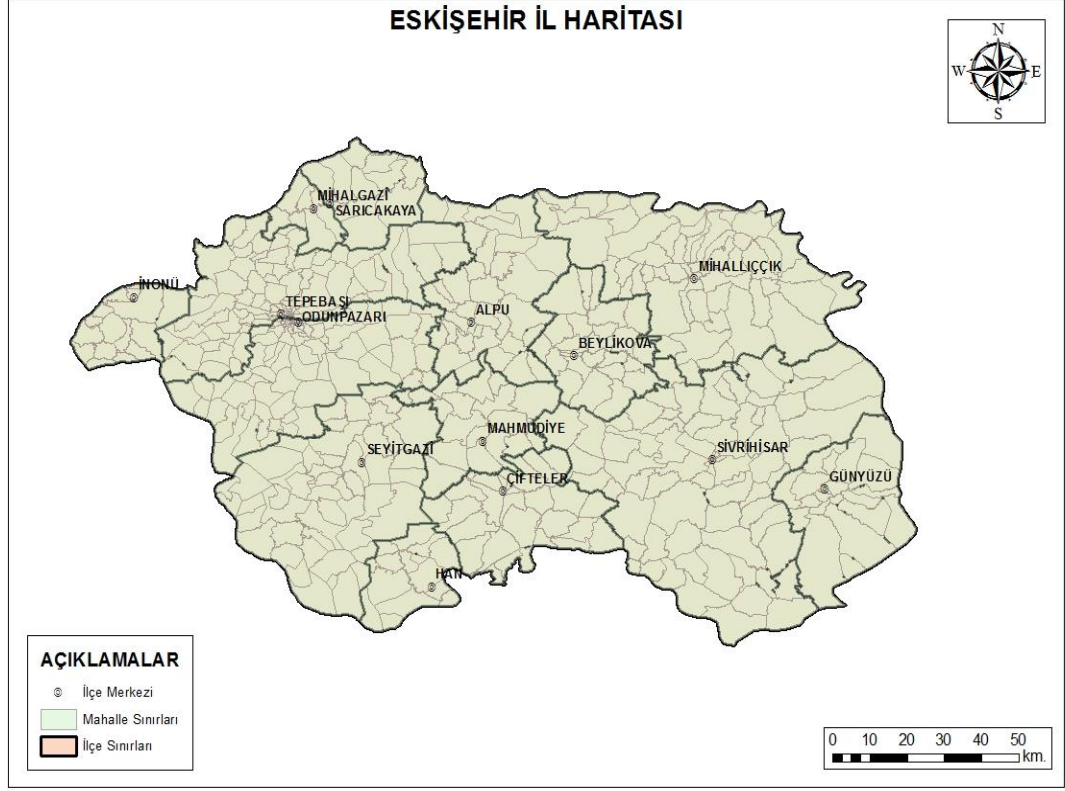 ESKİŞEHİR İL HARİTASI
N
W
E
S
MİHALGAZİ
SARICAKAYA
MİHALLIÇÇIK
İNONÜ
TEPEBAŞI
ODUNPAZARI
ALPU
BEYLİKOVA
MAHMUDİYE
SEYİTGAZİ
SİVRİHİSAR
ÇİFTELER
GÜNYÜZÜ
HAN
AÇIKLAMALAR
İlçe Merkezi
Mahalle Sınırları
İlçe Sınırları
0 10 20 30 40 50
km.